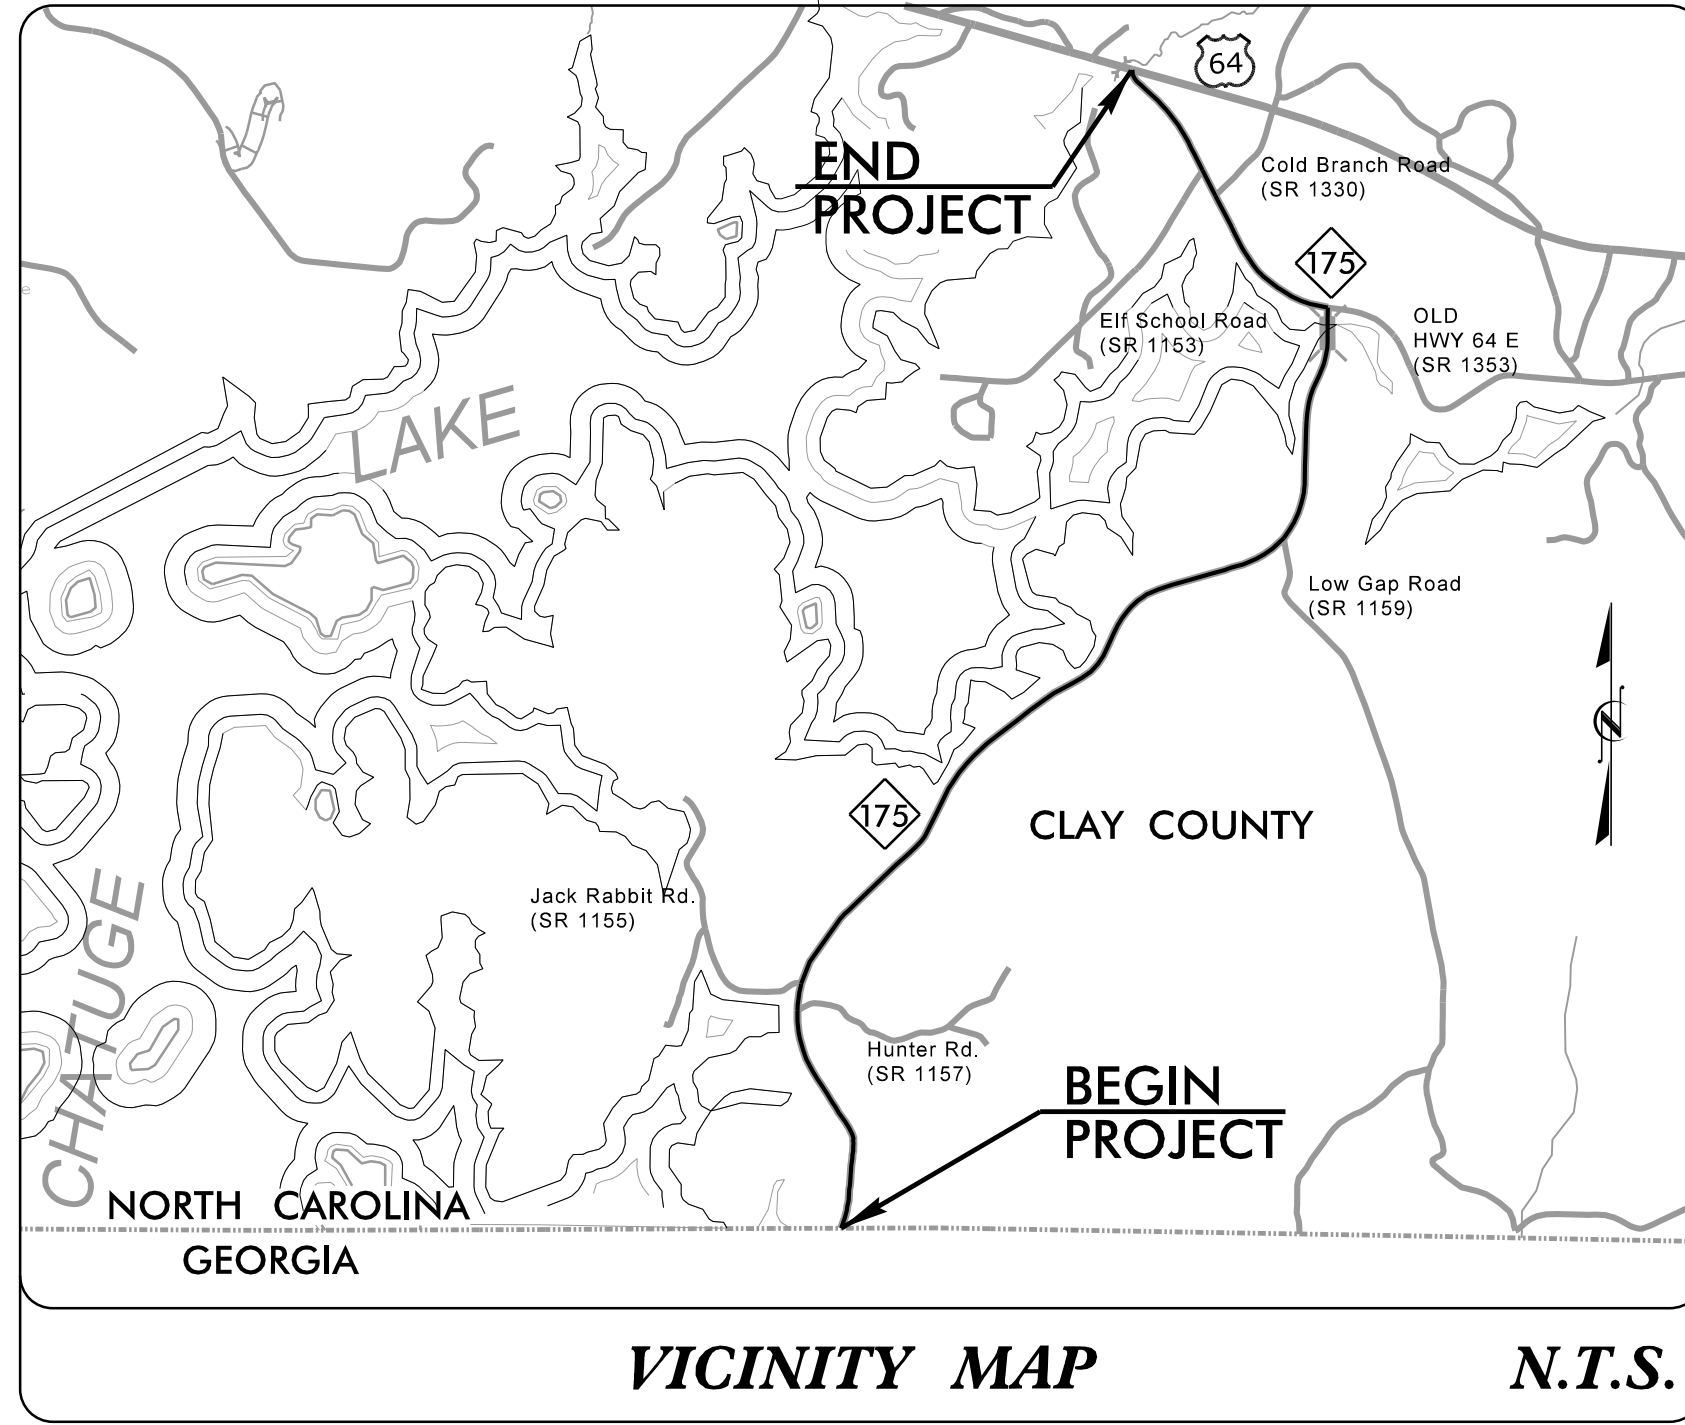 64
END
PROJECT
Cold Branch Road
(SR 1330)
175
Elf School Road
(SR 1153)
OLD
HWY 64 E
(SR 1353)
LAKE
Low Gap Road
(SR 1159)
N
175
CLAY COUNTY
Jack Rabbit Rd.
(SR 1155)
CHATUGE
Hunter Rd.
(SR 1157)
BEGIN
PROJECT
NORTH CAROLINA
GEORGIA
VICINITY MAP
N.T.S.